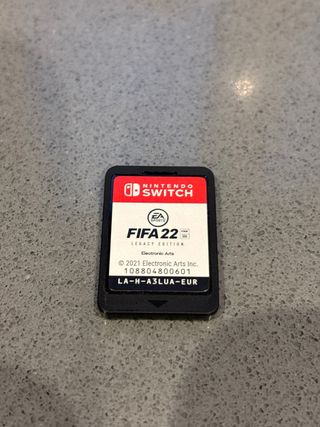 NINTENDO
SWITCH
EA
SPORTS
FIFA 22
LEGACY EDITION
Electronic Arts
© 2021 Electronic Arts Inc.
108804800601
LA-H-A3LUA-EUR